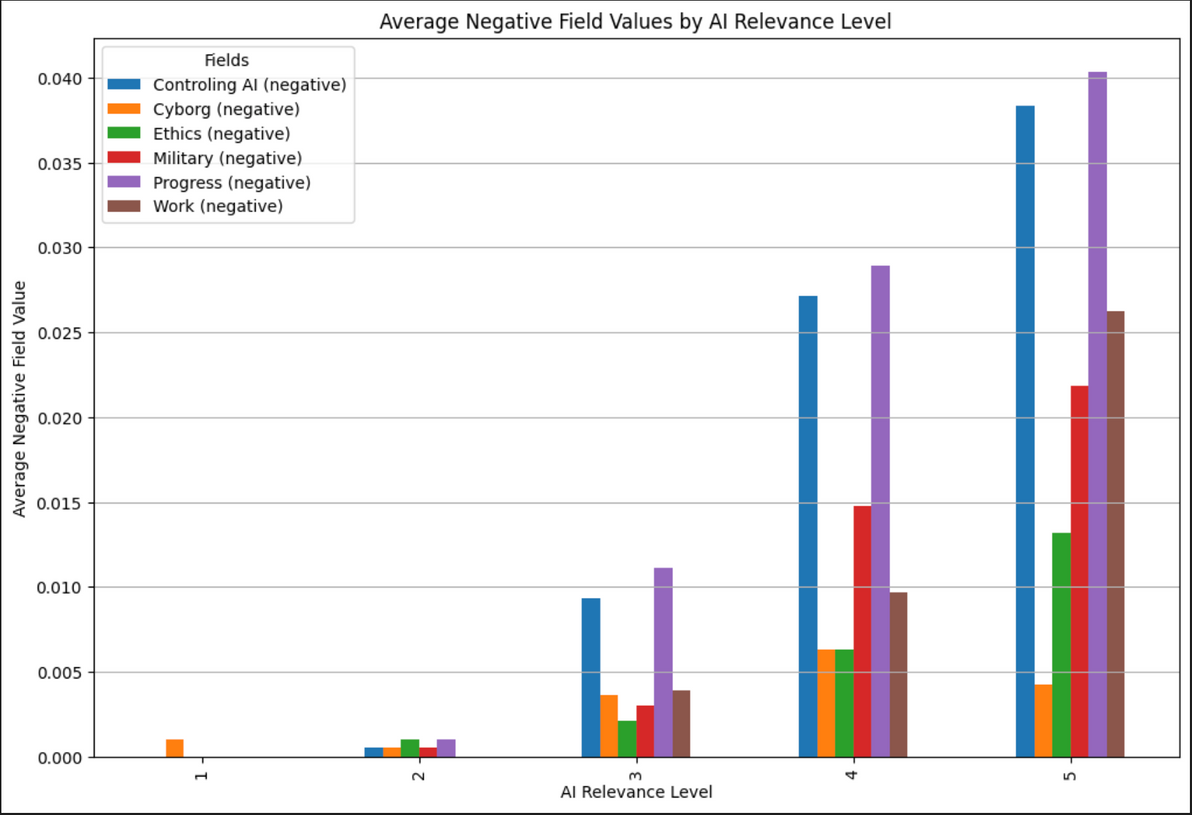 Average Negative Field Values by AI Relevance Level
Fields
Controling AI (negative)
Cyborg (negative)
Ethics (negative)
Military (negative)
Progress (negative)
Work (negative)
Average Negative Field Value
0.040
0.035
0.030
0.025
0.020
0.015
0.010
0.005
0.000
1 2 3 4 5
AI Relevance Level